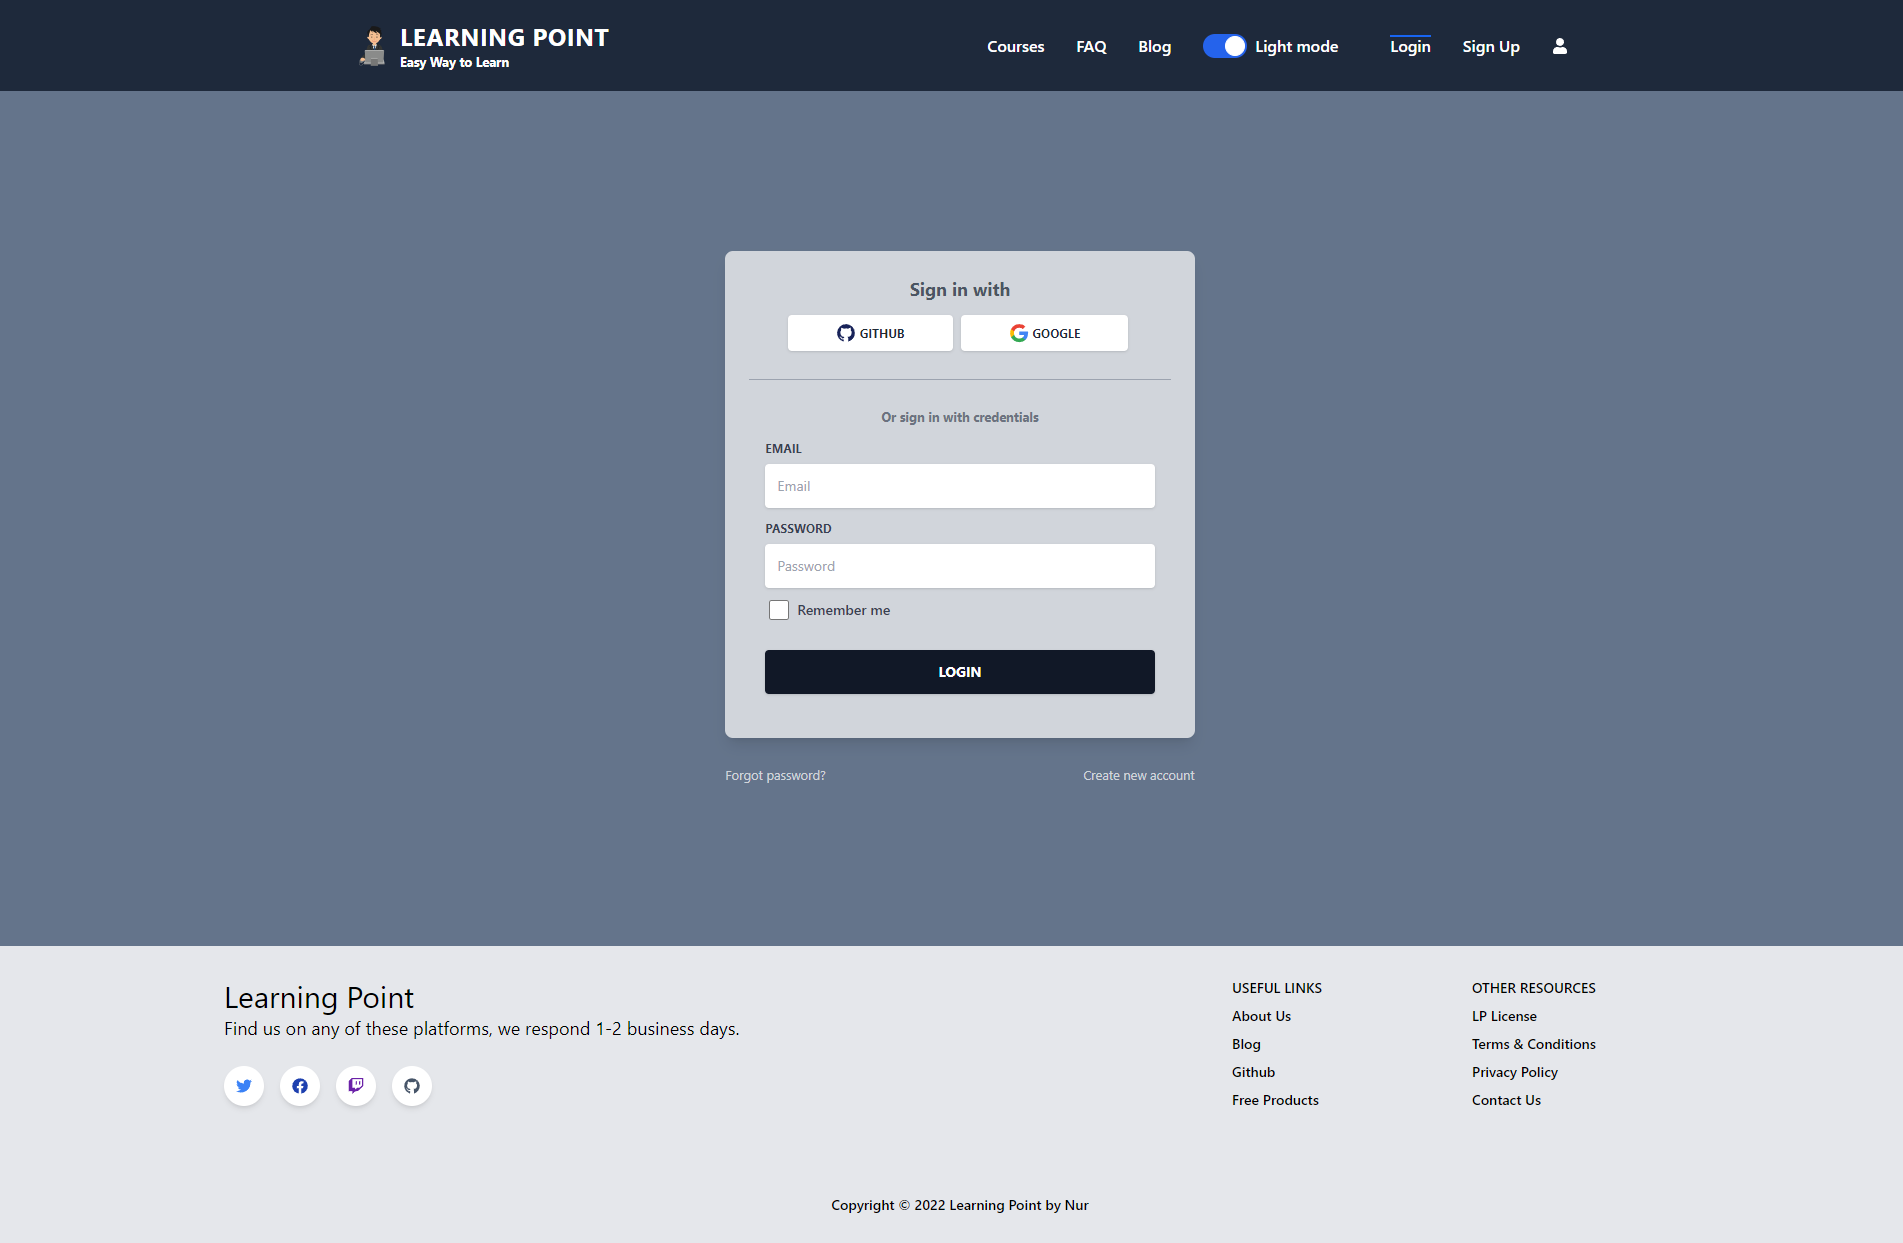 LEARNING POINT
Easy Way to Learn
Courses
FAQ
Blog
Light mode
Login
Sign Up
Sign in with
GITHUB
GOOGLE
Or sign in with credentials
EMAIL
Email
PASSWORD
Password
Remember me
LOGIN
Forgot password?
Create new account
Learning Point
Find us on any of these platforms, we respond 1-2 business days.
USEFUL LINKS
About Us
Blog
Github
Free Products
OTHER RESOURCES
LP License
Terms & Conditions
Privacy Policy
Contact Us
Copyright © 2022 Learning Point by Nur